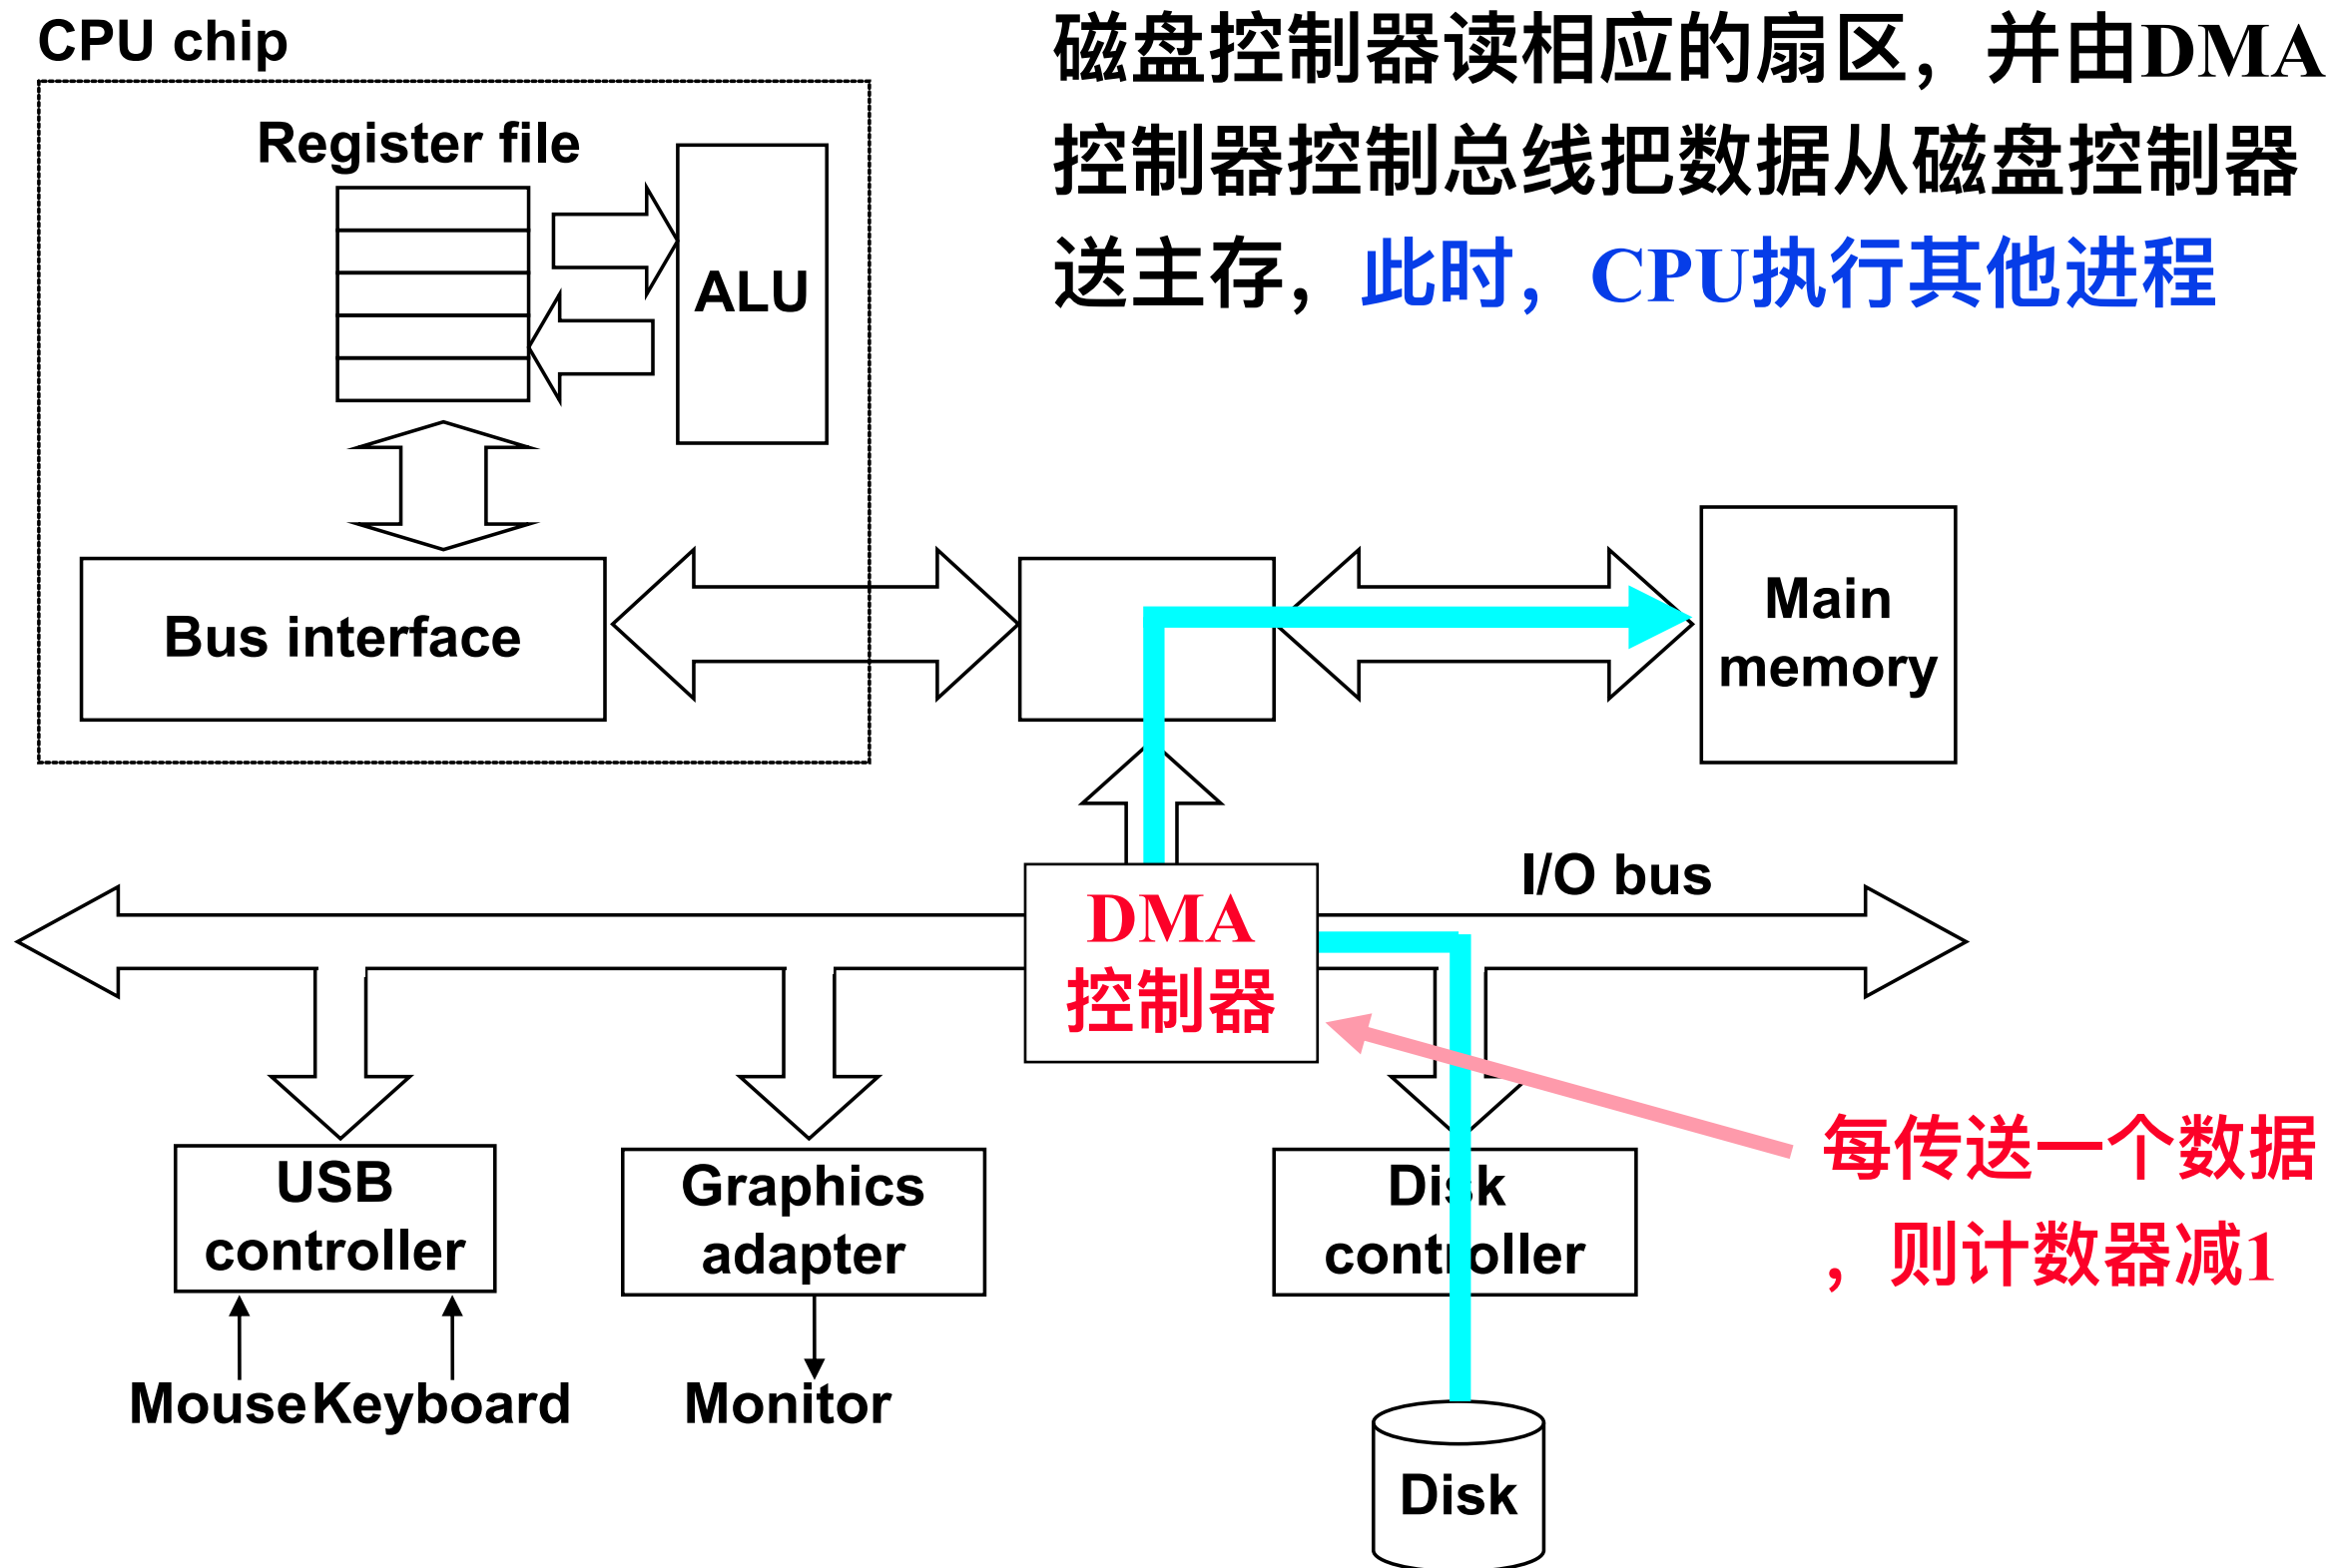 CPU chip
磁盘控制器读相应的扇区，并由DMA
控制器控制总线把数据从磁盘控制器
送主存，此时，CPU执行其他进程
Register file
ALU
Bus interface
Main
memory
I/O bus
DMA
控制器
每传送一个数据
，则计数器减1
USB
controller
Graphics
adapter
Disk
controller
Mouse
Keyboard
Monitor
Disk